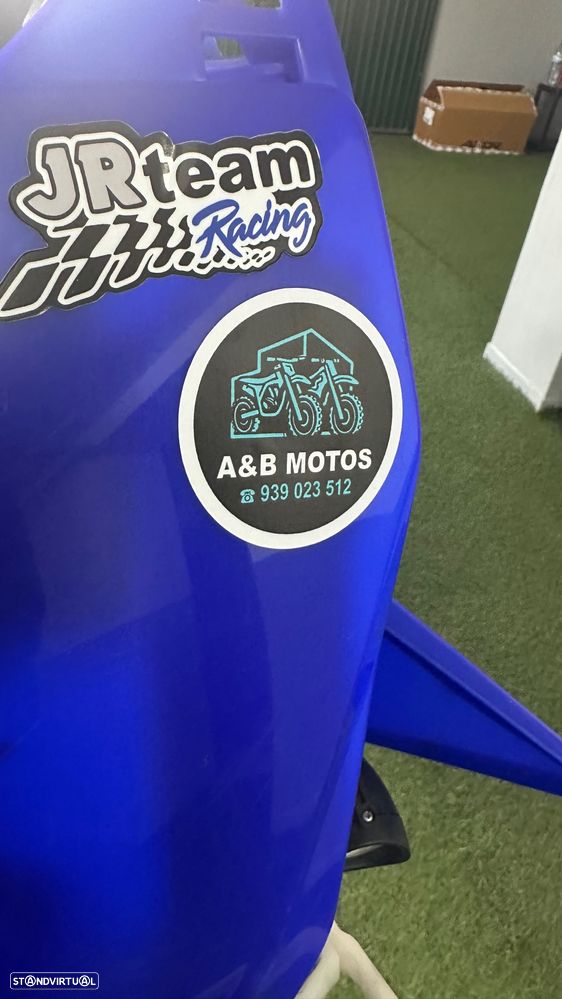 JRteam
Racing
A&B MOTOS
☎ 939 023 512
STANDVIRTUAL